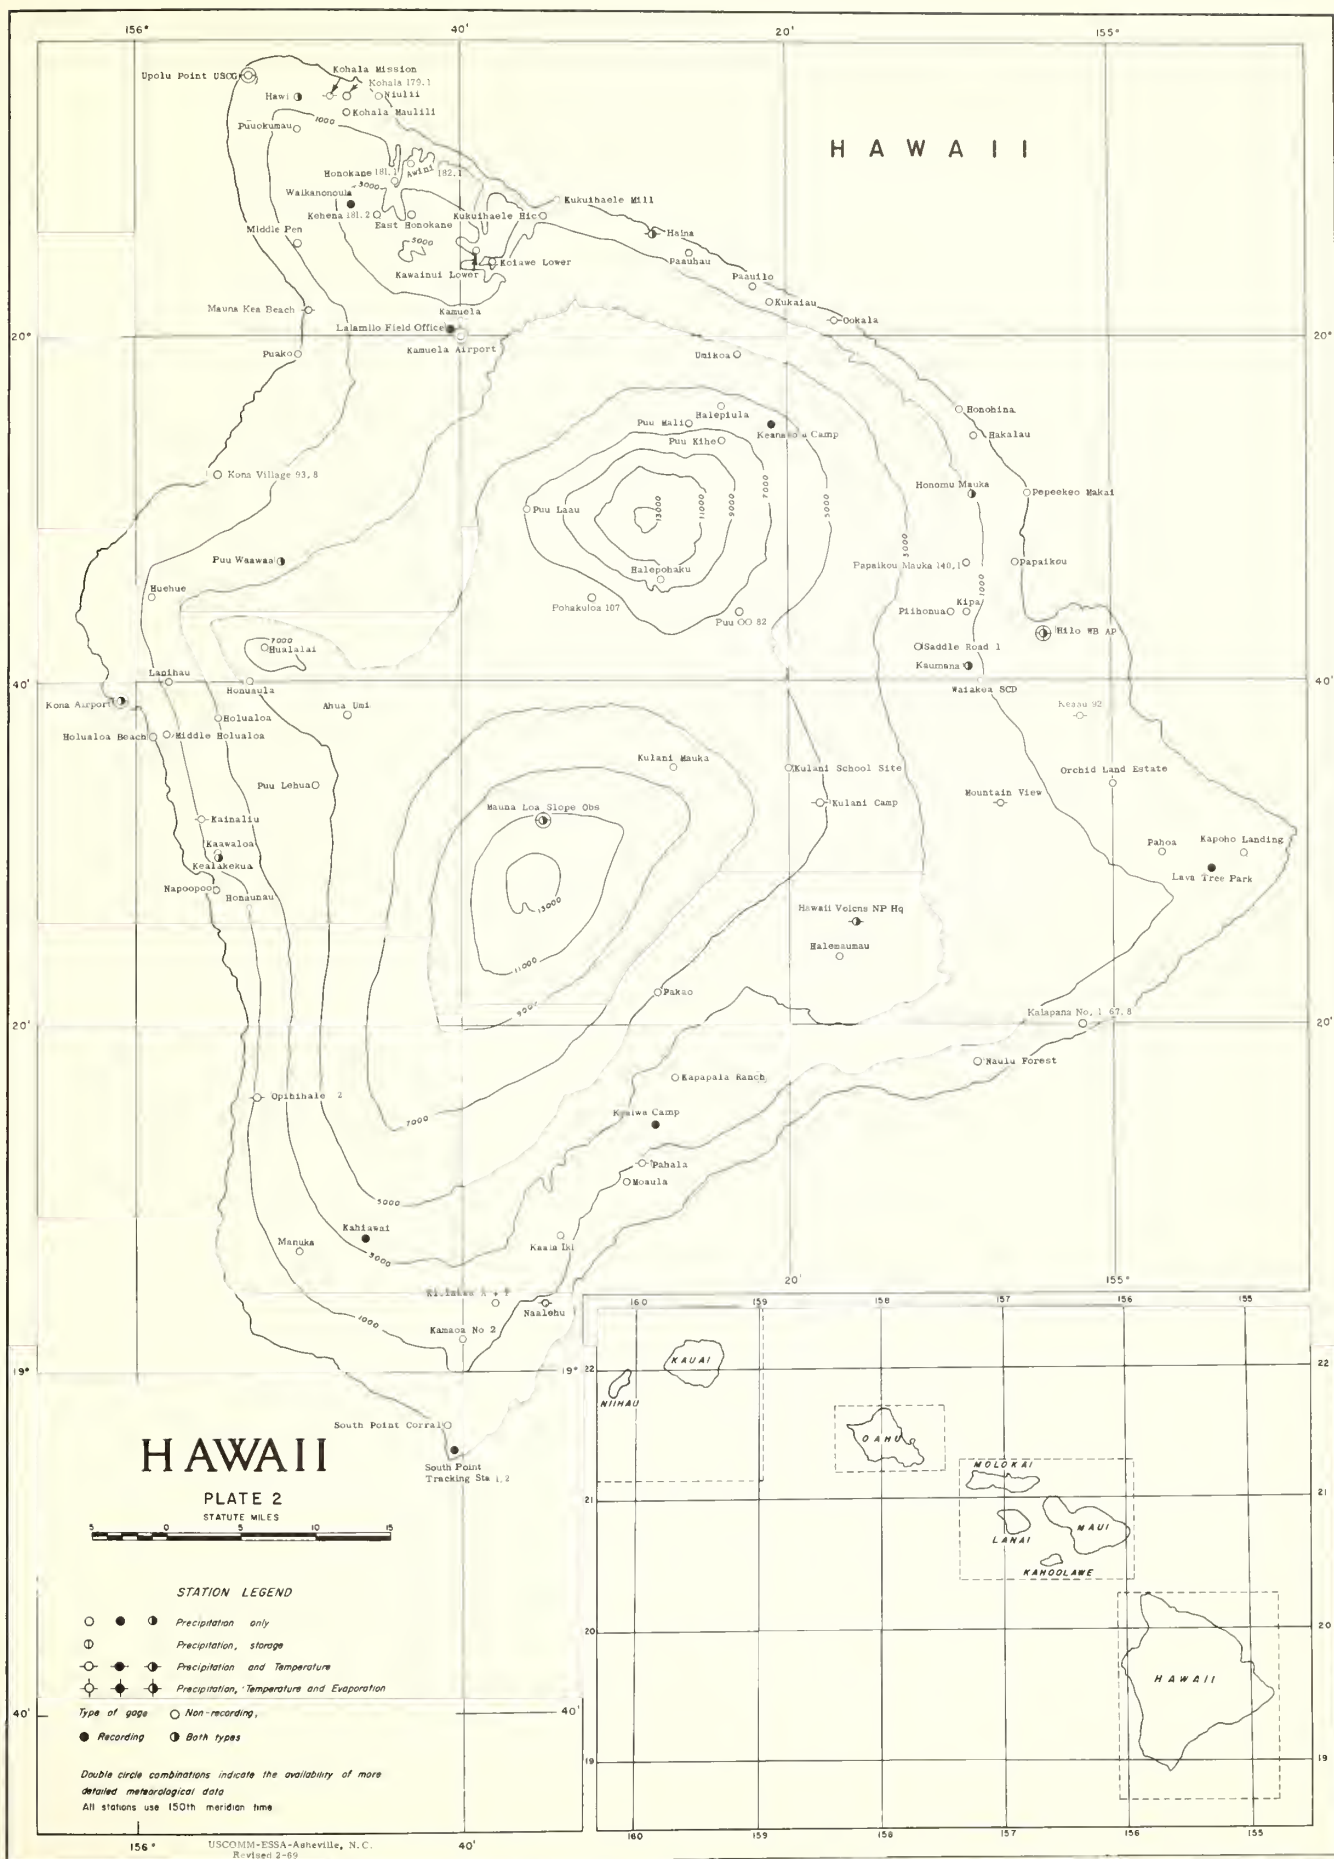 156°
40'
20'
155°
Upolu Point USCG
Kohala Mission
Kohala 179.1
Hawi
Niulii
Kohala Maulili
Puuokumau
1000
HAWAII
Honokane 181.1
Awini 182.1
3000
Waikanonoula
Kehena 181.2
East Honokane
Kukuihaele Mill
Kukuihaele Hic
Middle Pen
5000
Haina
Koiawe Lower
Paauhau
Kawainui Lower
Paauilo
Kukaiau
Mauna Kea Beach
Kamuela
Lalamilo Field Office
Ookala
20°
20°
Kamuela Airport
Puako
Umikoa
Honohina
Halepiula
Puu Mali
Camp
Hakalau
Puu Kihe
Kona Village 93.8
7000
Honomu Mauka
Pepeekeo Makai
Puu Laau
13000
11000
9000
5000
3000
Puu Waawaa
Papaikou Mauka 140.1
Papaikou
Halepohaku
1000
Huehue
Pohakuloa 107
Kipa
Piihonua
Puu OO 82
Hilo WB AP
7000
Hualalai
Saddle Road 1
Kaumana
Lanihau
40'
40'
Honuaula
Waiakea SCD
Kona Airport
Ahua Umi
Keaau 92
Holualoa
Holualoa Beach
Middle Holualoa
Kulani Mauka
Kulani School Site
Orchid Land Estate
Puu Lehua
Mauna Loa Slope Obs
Kulani Camp
Mountain View
Kainaliu
Kaawaloa
Pahoa
Kapoho Landing
Kealakekua
Lava Tree Park
Napoopoo
Honaunau
13000
Hawaii Volcns NP Hq
Halemaumau
11000
Pakao
9000
Kalapana No. 1 67.8
20'
20'
Naulu Forest
Kapapala Ranch
Opihihale 2
Camp
7000
Pahala
Moaula
5000
Kahiawai
Manuka
Kaala Iki
3000
20'
155°
Naalehu
1000
Kamaoa No 2
160
159
158
157
156
155
KAUAI
19°
19°
22
22
NIIHAU
South Point Corral
OAHU
HAWAII
South Point
Tracking Sta 1.2
MOLOKAI
PLATE 2
21
21
STATUTE MILES
LANAI
MAUI
5 0 5 10 15
KAHOOLAWE
STATION LEGEND
Precipitation only
20
20
Precipitation, storage
Precipitation and Temperature
HAWAII
Precipitation, Temperature and Evaporation
40'
40'
Type of gage Non-recording,
Recording Both types
19
19
Double circle combinations indicate the availability of more
detailed meteorological data
All stations use 150th meridian time
160
159
158
157
156
155
156°
USCOMM-ESSA-Asheville, N.C.
40'
Revised 2-69